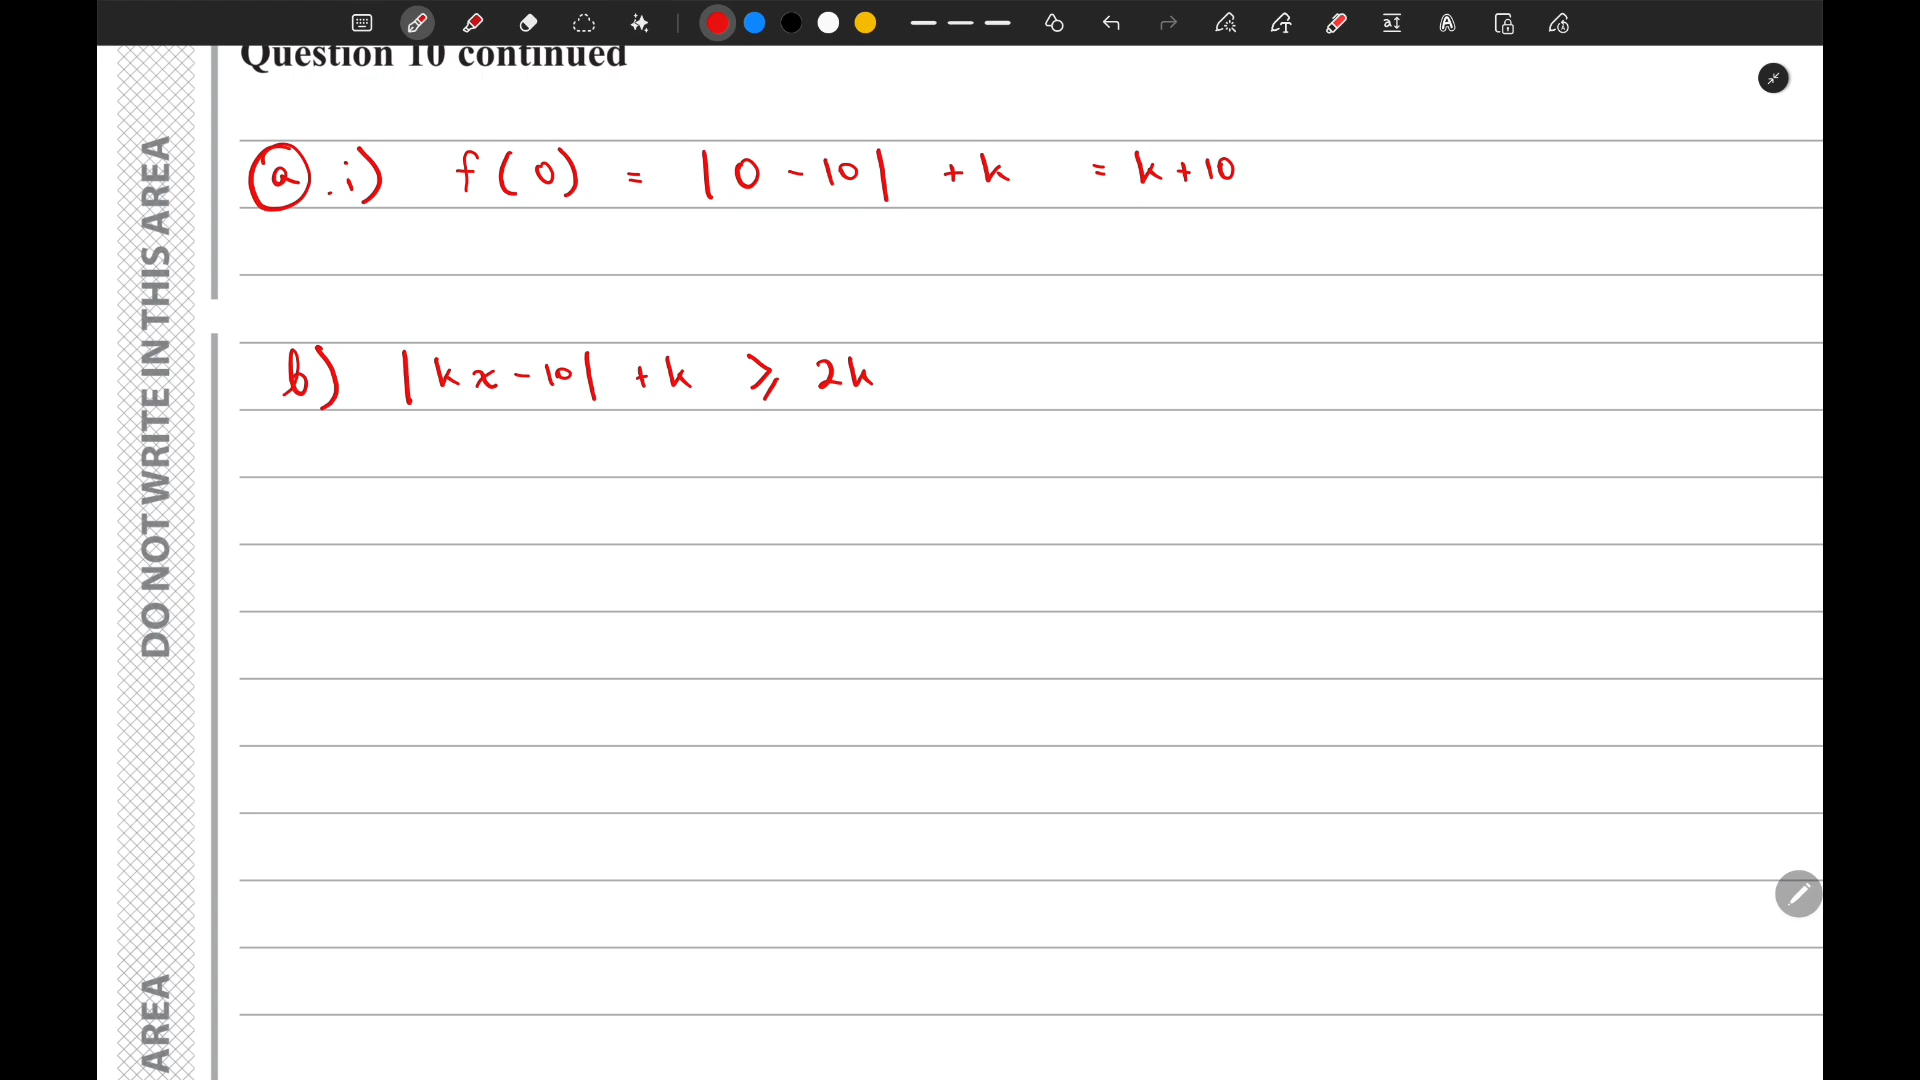 Question 10 continued
a .i) f(0) = |0 - 10| + k = k + 10
b) |kx - 10| + k ⩾ 2k
DO NOT WRITE IN THIS AREA
AREA